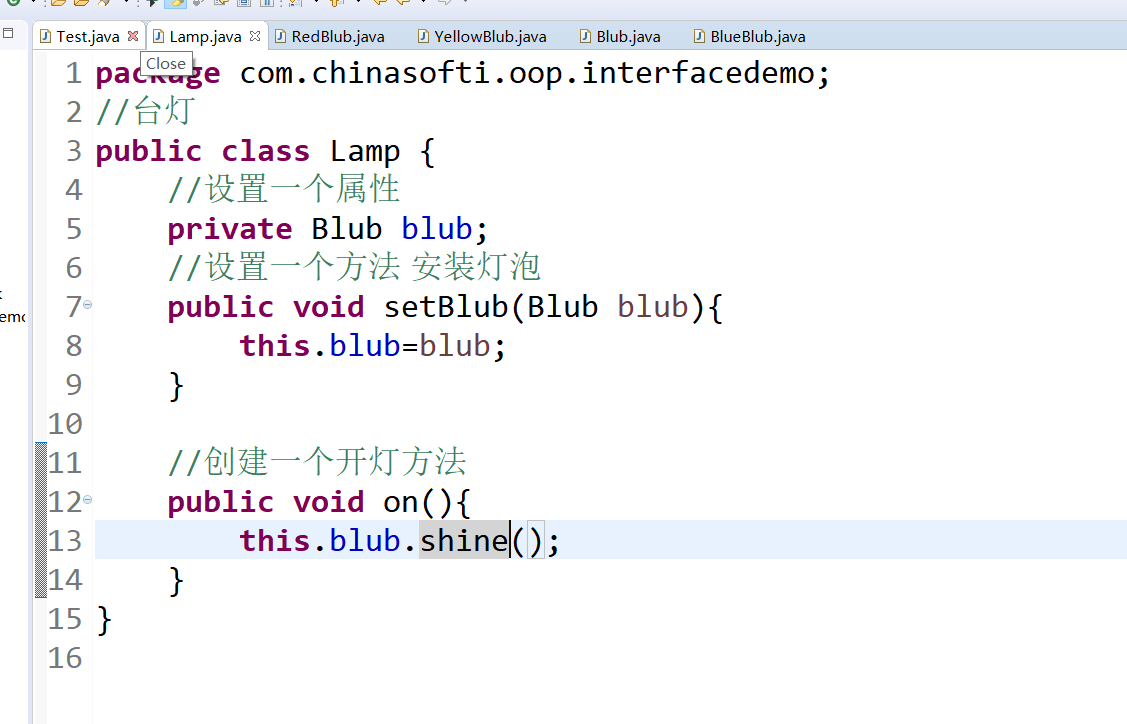 Test.java Lamp.java RedBlub.java YellowBlub.java Blub.java BlueBlub.java
Close
1 package com.chinasofti.oop.interfacedemo;
2 //台灯
3 public class Lamp {
4 //设置一个属性
5 private Blub blub;
6 //设置一个方法 安装灯泡
7 public void setBlub(Blub blub){
8 this.blub=blub;
9 }
10
11 //创建一个开灯方法
12 public void on(){
13 this.blub.shine();
14 }
15 }
16